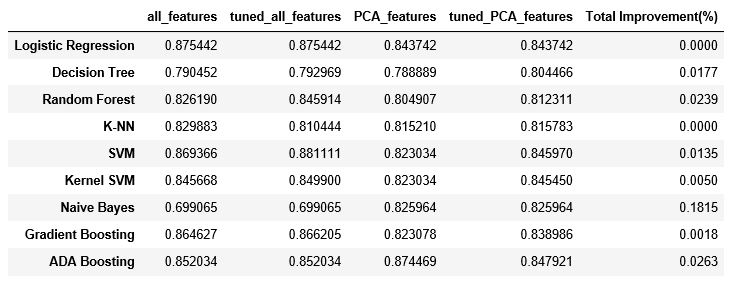 all_features tuned_all_features PCA_features tuned_PCA_features Total Improvement(%)
Logistic Regression 0.875442 0.875442 0.843742 0.843742 0.0000
Decision Tree 0.790452 0.792969 0.788889 0.804466 0.0177
Random Forest 0.826190 0.845914 0.804907 0.812311 0.0239
K-NN 0.829883 0.810444 0.815210 0.815783 0.0000
SVM 0.869366 0.881111 0.823034 0.845970 0.0135
Kernel SVM 0.845668 0.849900 0.823034 0.845450 0.0050
Naive Bayes 0.699065 0.699065 0.825964 0.825964 0.1815
Gradient Boosting 0.864627 0.866205 0.823078 0.838986 0.0018
ADA Boosting 0.852034 0.852034 0.874469 0.847921 0.0263